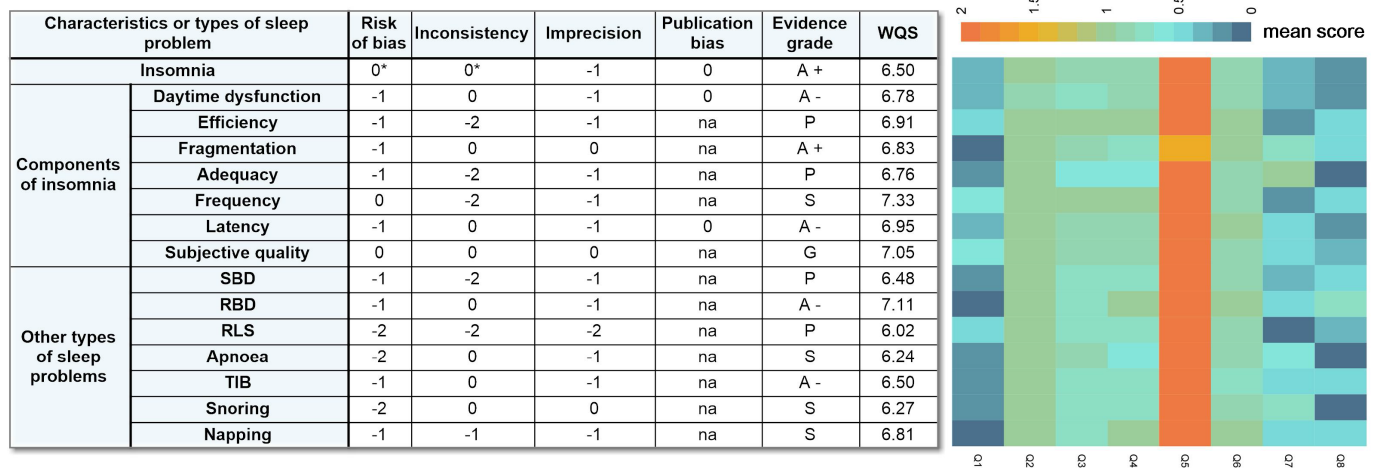 Characteristics or types of sleep problem Risk of bias Inconsistency Imprecision Publication bias Evidence grade WQS
Insomnia 0* 0* -1 0 A + 6.50
Components of insomnia
Daytime dysfunction -1 0 -1 0 A - 6.78
Efficiency -1 -2 -1 na P 6.91
Fragmentation -1 0 0 na A + 6.83
Adequacy -1 -2 -1 na P 6.76
Frequency 0 -2 -1 na S 7.33
Latency -1 0 -1 0 A - 6.95
Subjective quality 0 0 0 na G 7.05
Other types of sleep problems
SBD -1 -2 -1 na P 6.48
RBD -1 0 -1 na A - 7.11
RLS -2 -2 -2 na P 6.02
Apnoea -2 0 -1 na S 6.24
TIB -1 0 -1 na A - 6.50
Snoring -2 0 0 na S 6.27
Napping -1 -1 -1 na S 6.81
2 1.5 1 0.5 0 mean score
Q1 Q2 Q3 Q4 Q5 Q6 Q7 Q8